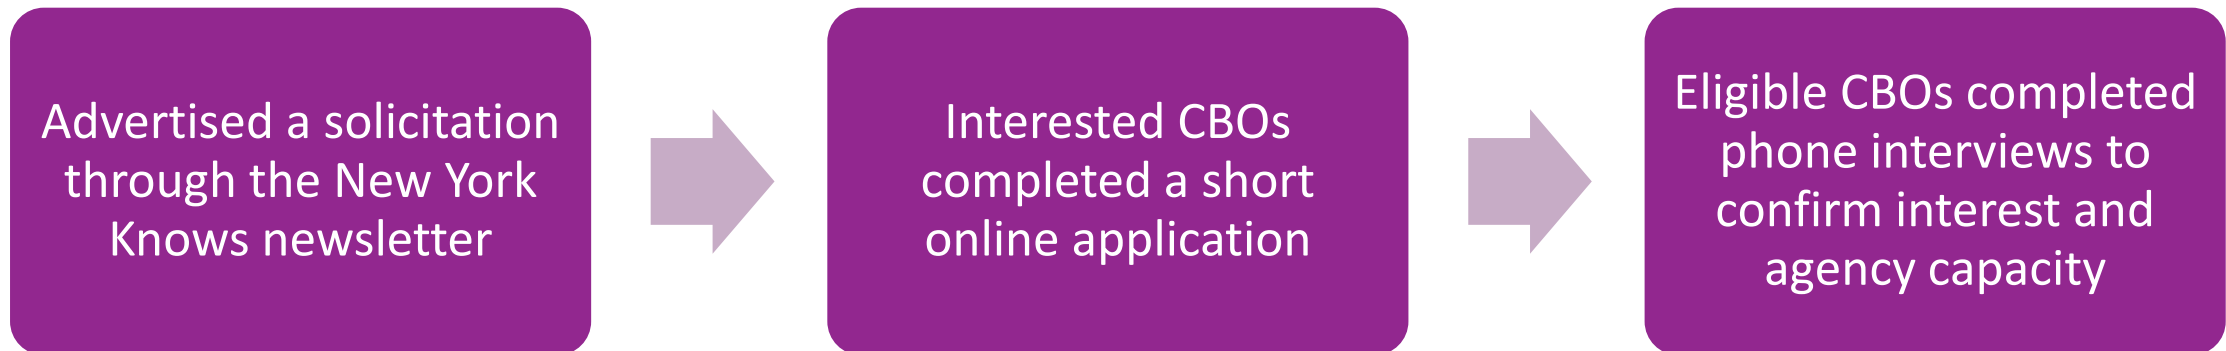 Advertised a solicitation
through the New York
Knows newsletter
Interested CBOs
completed a short
online application
Eligible CBOs completed
phone interviews to
confirm interest and
agency capacity